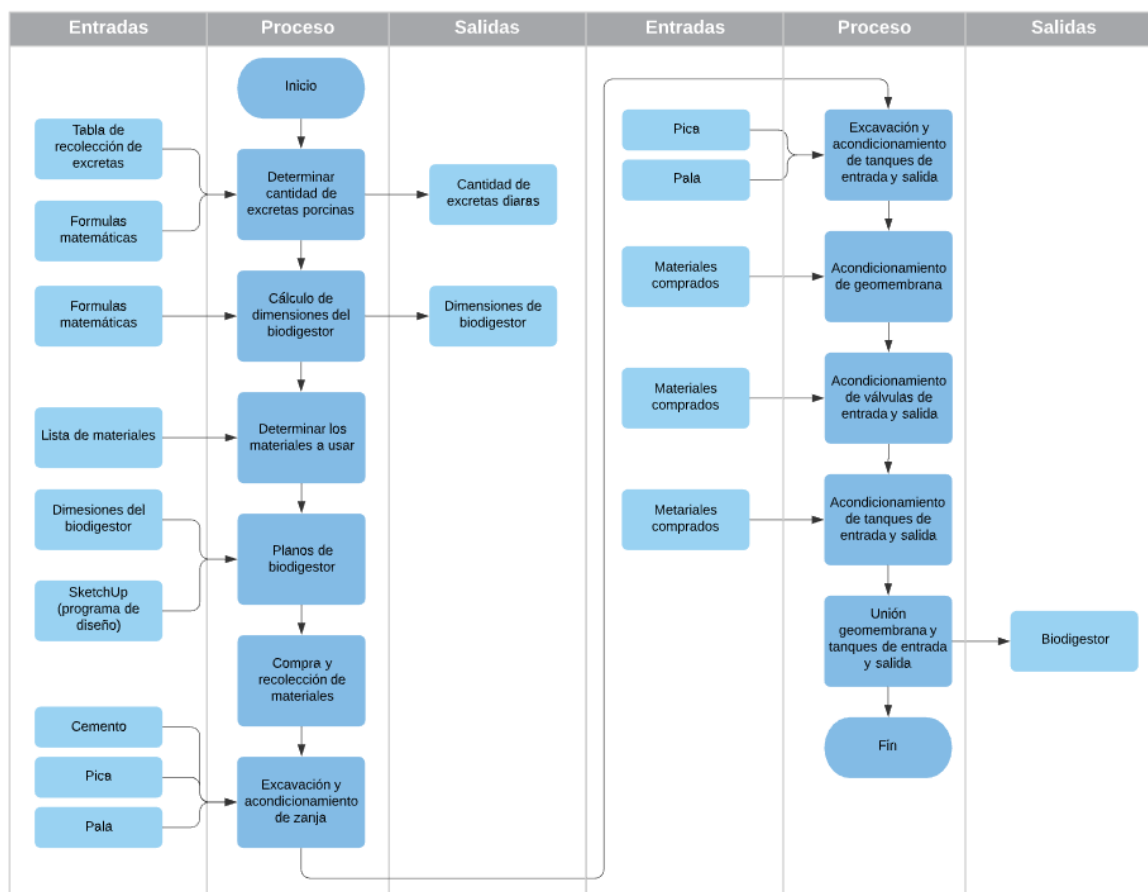 Entradas
Proceso
Salidas
Entradas
Proceso
Salidas
Inicio
Tabla de
recolección de
excretas
Formulas
matemáticas
Determinar
cantidad de
excretas porcinas
Cantidad de
excretas diaras
Formulas
matemáticas
Cálculo de
dimensiones del
biodigestor
Dimensiones de
biodigestor
Lista de materiales
Determinar los
materiales a usar
Dimesiones del
biodigestor
SketchUp
(programa de
diseño)
Planos de
biodigestor
Compra y
recolección de
materiales
Cemento
Pica
Pala
Excavación y
acondicionamiento
de zanja
Pica
Pala
Excavación y
acondicionamiento
de tanques de
entrada y salida
Materiales
comprados
Acondicionamiento
de geomembrana
Materiales
comprados
Acondicionamiento
de válvulas de
entrada y salida
Metariales
comprados
Acondicionamiento
de tanques de
entrada y salida
Unión
geomembrana y
tanques de entrada
y salida
Biodigestor
Fin